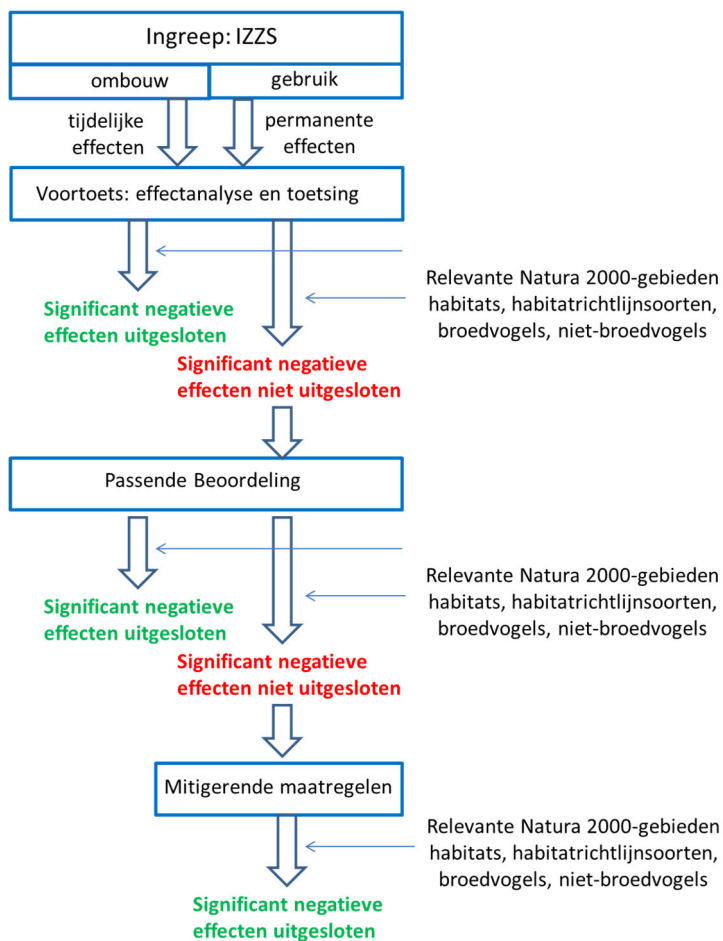 Ingreep: IZZS
ombouw
gebruik
tijdelijke
effecten
permanente
effecten
Voortoets: effectanalyse en toetsing
Relevante Natura 2000-gebieden
habitats, habitatrichtlijnsoorten,
broedvogels, niet-broedvogels
Significant negatieve
effecten uitgesloten
Significant negatieve
effecten niet uitgesloten
Passende Beoordeling
Relevante Natura 2000-gebieden
habitats, habitatrichtlijnsoorten,
broedvogels, niet-broedvogels
Significant negatieve
effecten uitgesloten
Significant negatieve
effecten niet uitgesloten
Mitigerende maatregelen
Relevante Natura 2000-gebieden
habitats, habitatrichtlijnsoorten,
broedvogels, niet-broedvogels
Significant negatieve
effecten uitgesloten